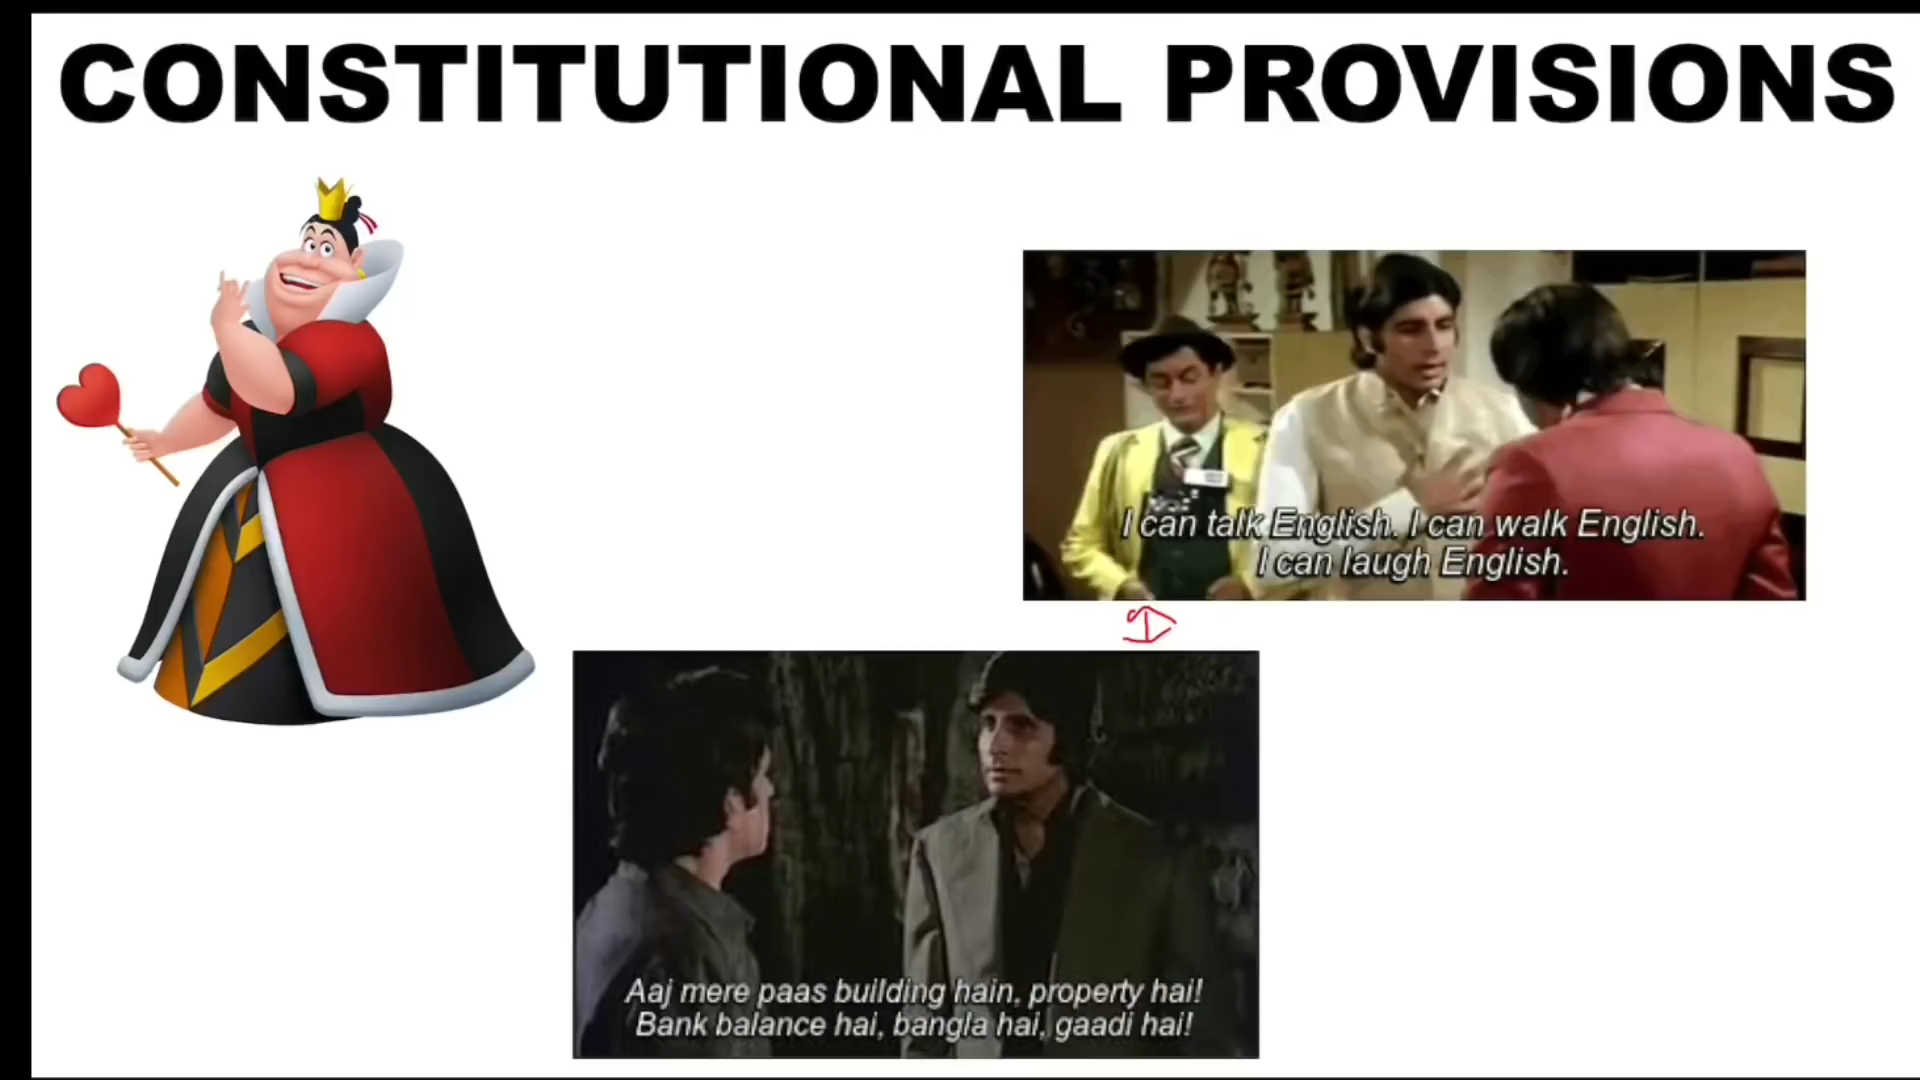 CONSTITUTIONAL PROVISIONS
I can talk English. I can walk English.
I can laugh English.
Aaj mere paas building hain, property hai!
Bank balance hai, bangla hai, gaadi hai!